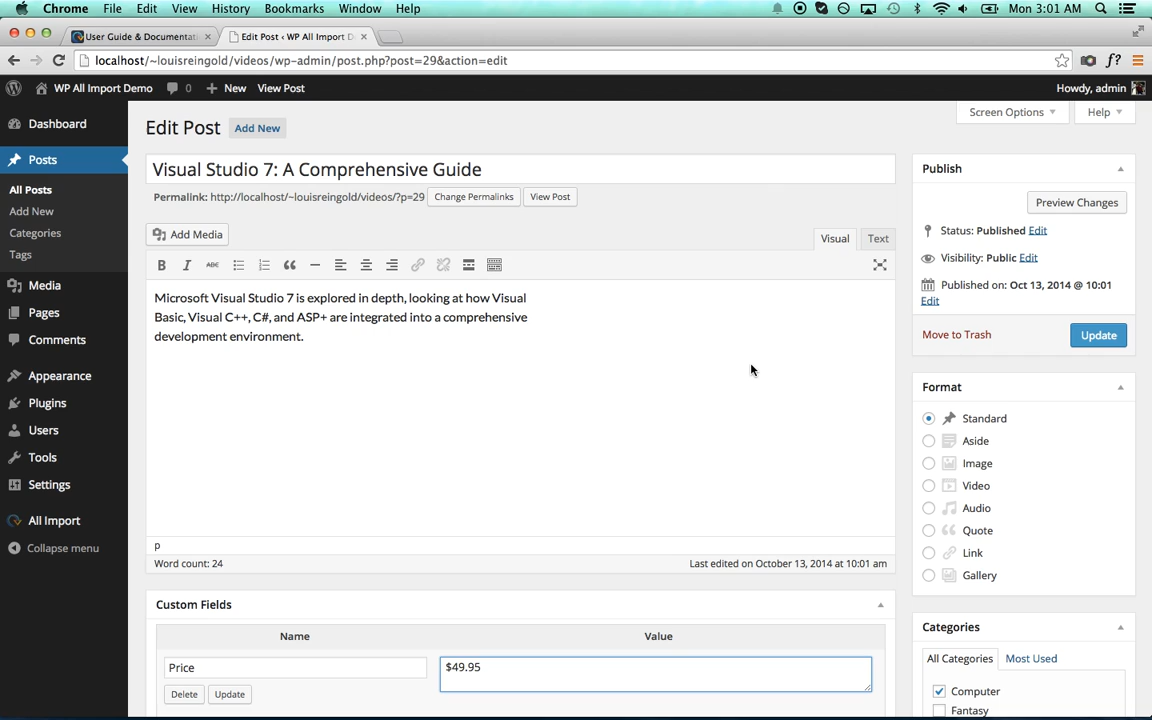 Chrome File Edit View History Bookmarks Window Help Mon 3:01 AM
User Guide & Documentati
Edit Post ‹ WP All Import D
localhost/~louisreingold/videos/wp-admin/post.php?post=29&action=edit
f?
WP All Import Demo 0 New View Post Howdy, admin
Screen Options Help
Dashboard
Posts
All Posts
Add New
Categories
Tags
Media
Pages
Comments
Appearance
Plugins
Users
Tools
Settings
All Import
Collapse menu
Edit Post Add New
Visual Studio 7: A Comprehensive Guide
Permalink: http://localhost/~louisreingold/videos/?p=29 Change Permalinks View Post
Add Media
Visual Text
B I ABC
Microsoft Visual Studio 7 is explored in depth, looking at how Visual
Basic, Visual C++, C#, and ASP+ are integrated into a comprehensive
development environment.
p
Word count: 24 Last edited on October 13, 2014 at 10:01 am
Custom Fields
Name Value
Price $49.95
Delete Update
Publish
Preview Changes
Status: Published Edit
Visibility: Public Edit
Published on: Oct 13, 2014 @ 10:01
Edit
Move to Trash Update
Format
Standard
Aside
Image
Video
Audio
Quote
Link
Gallery
Categories
All Categories Most Used
Computer
Fantasy